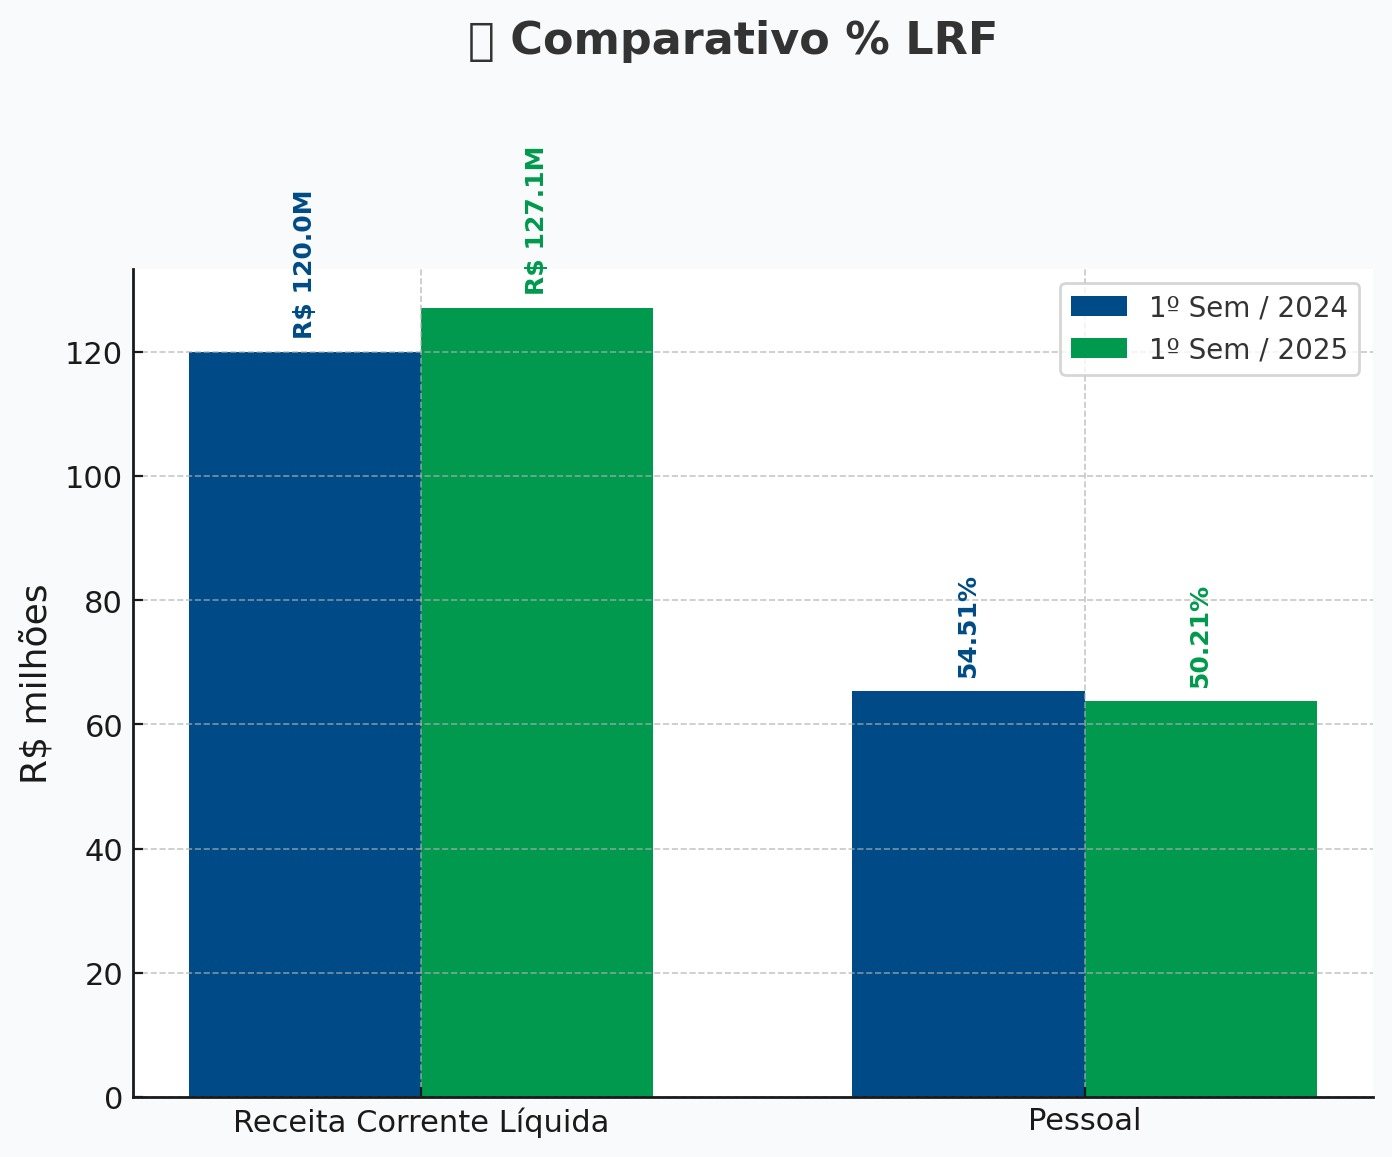 Comparativo % LRF
R$ 120.0M
R$ 127.1M
1º Sem / 2024
1º Sem / 2025
54.51%
50.21%
R$ milhões
120
100
80
60
40
20
0
Receita Corrente Líquida
Pessoal